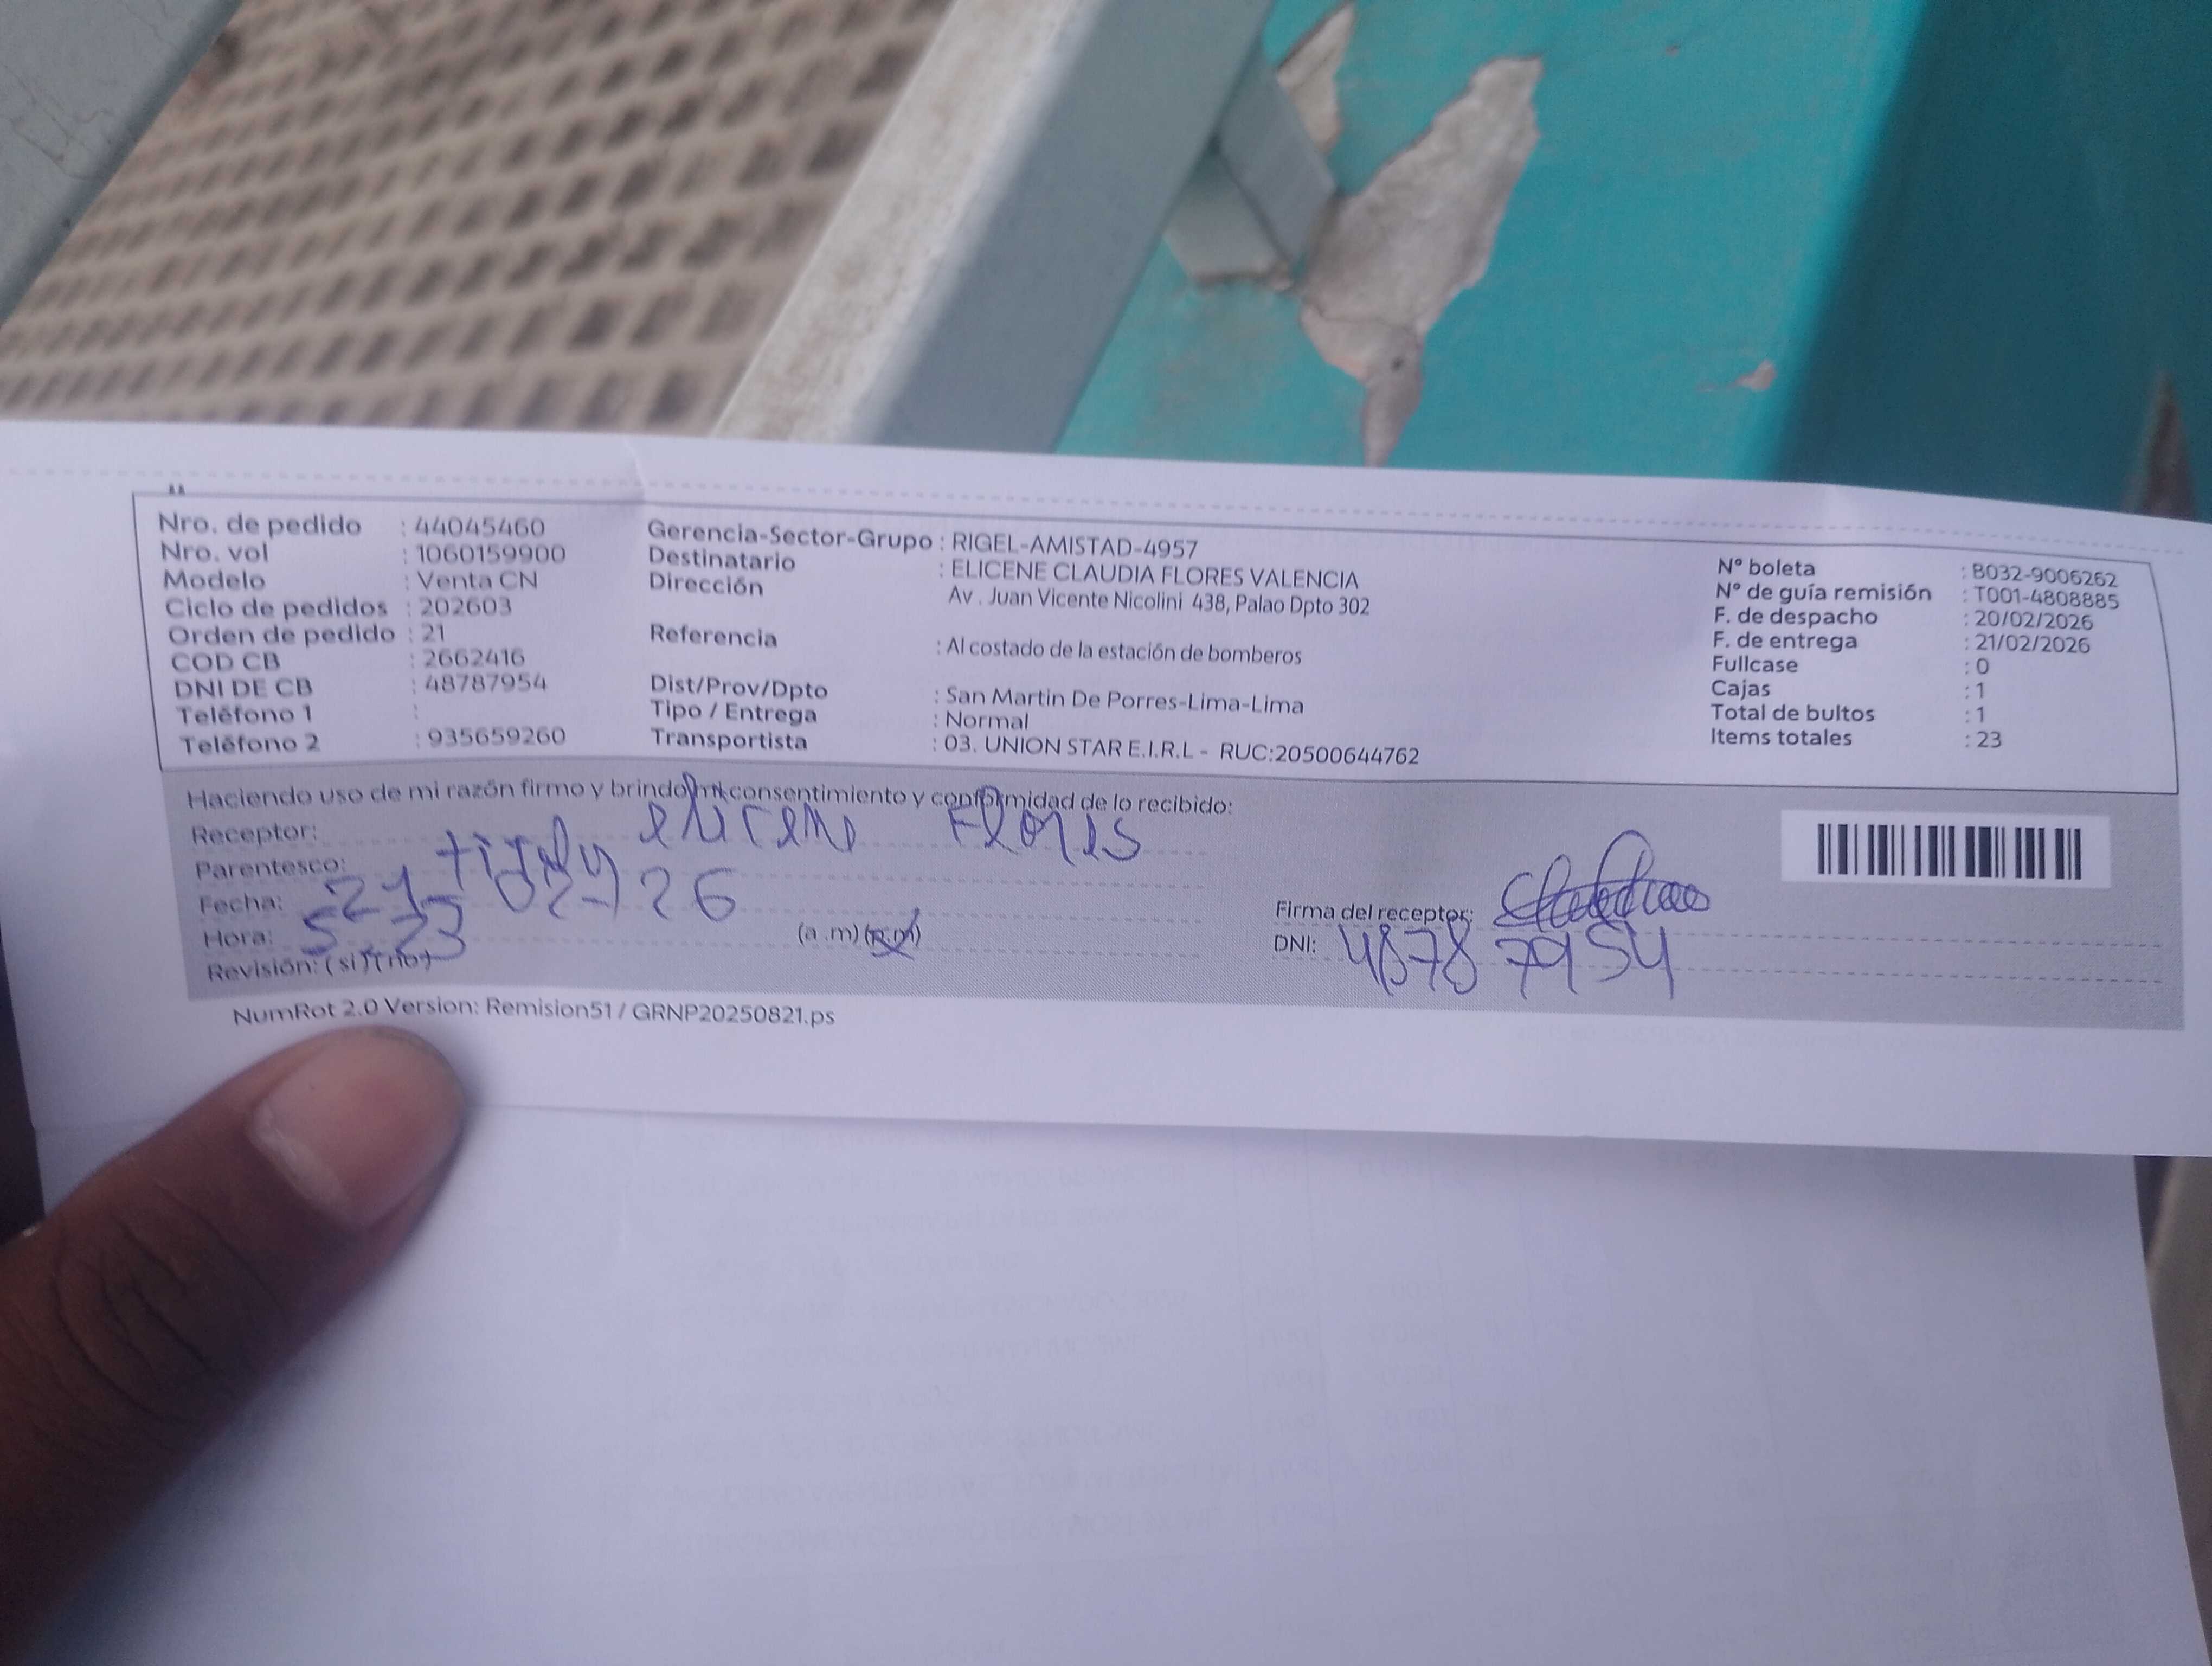 Nro. de pedido : 44045460
Nro. vol : 1060159900
Modelo : Venta CN
Ciclo de pedidos : 202603
Orden de pedido : 21
COD CB : 2662416
DNI DE CB : 48787954
Teléfono 1 :
Teléfono 2 : 935659260
Gerencia-Sector-Grupo : RIGEL-AMISTAD-4957
Destinatario : ELICENE CLAUDIA FLORES VALENCIA
Dirección Av . Juan Vicente Nicolini 438, Palao Dpto 302
Referencia : Al costado de la estación de bomberos
Dist/Prov/Dpto : San Martin De Porres-Lima-Lima
Tipo / Entrega : Normal
Transportista : 03. UNION STAR E.I.R.L - RUC:20500644762
N° boleta : B032-9006262
N° de guía remisión : T001-4808885
F. de despacho : 20/02/2026
F. de entrega : 21/02/2026
Fullcase : 0
Cajas : 1
Total de bultos : 1
Items totales : 23
Haciendo uso de mi razón firmo y brindo mi consentimiento y conformidad de lo recibido:
Receptor: elicene Flores
Parentesco:
Fecha: 21-02-26
Hora: 5:23 (a .m) (p.m)
Revisión: ( si) ( no)
Firma del receptor:
DNI: 48787954
NumRot 2.0 Version: Remision51 / GRNP20250821.ps